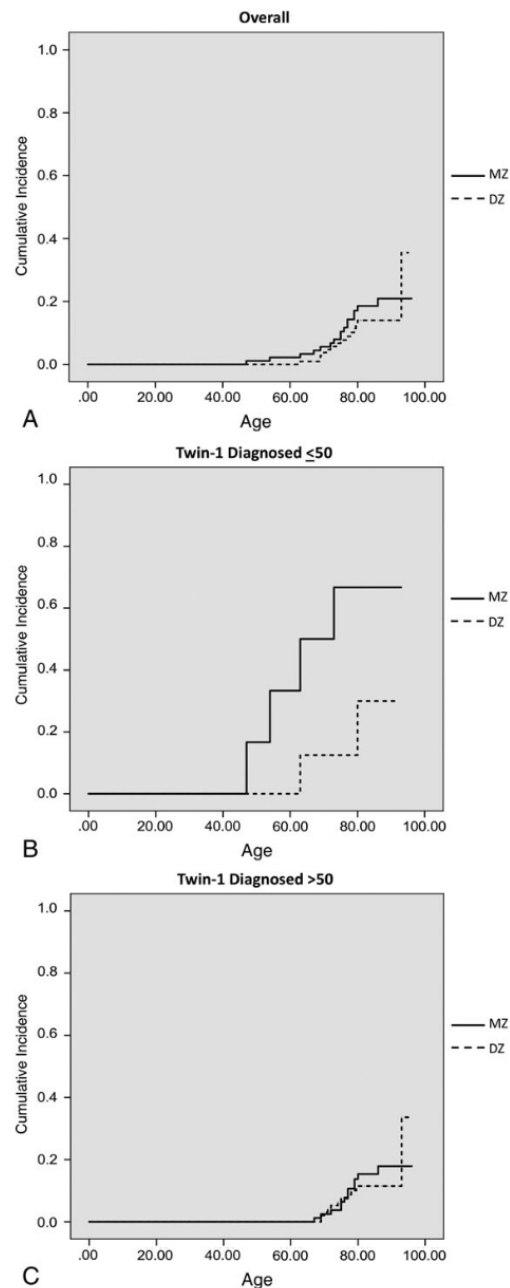 Overall
1.0
0.8
0.6
0.4
0.2
0.0
Cumulative Incidence
.00 20.00 40.00 60.00 80.00 100.00
Age
MZ
DZ
A
Twin-1 Diagnosed ≤50
1.0
0.8
0.6
0.4
0.2
0.0
Cumulative Incidence
.00 20.00 40.00 60.00 80.00 100.00
Age
MZ
DZ
B
Twin-1 Diagnosed >50
1.0
0.8
0.6
0.4
0.2
0.0
Cumulative Incidence
.00 20.00 40.00 60.00 80.00 100.00
Age
MZ
DZ
C